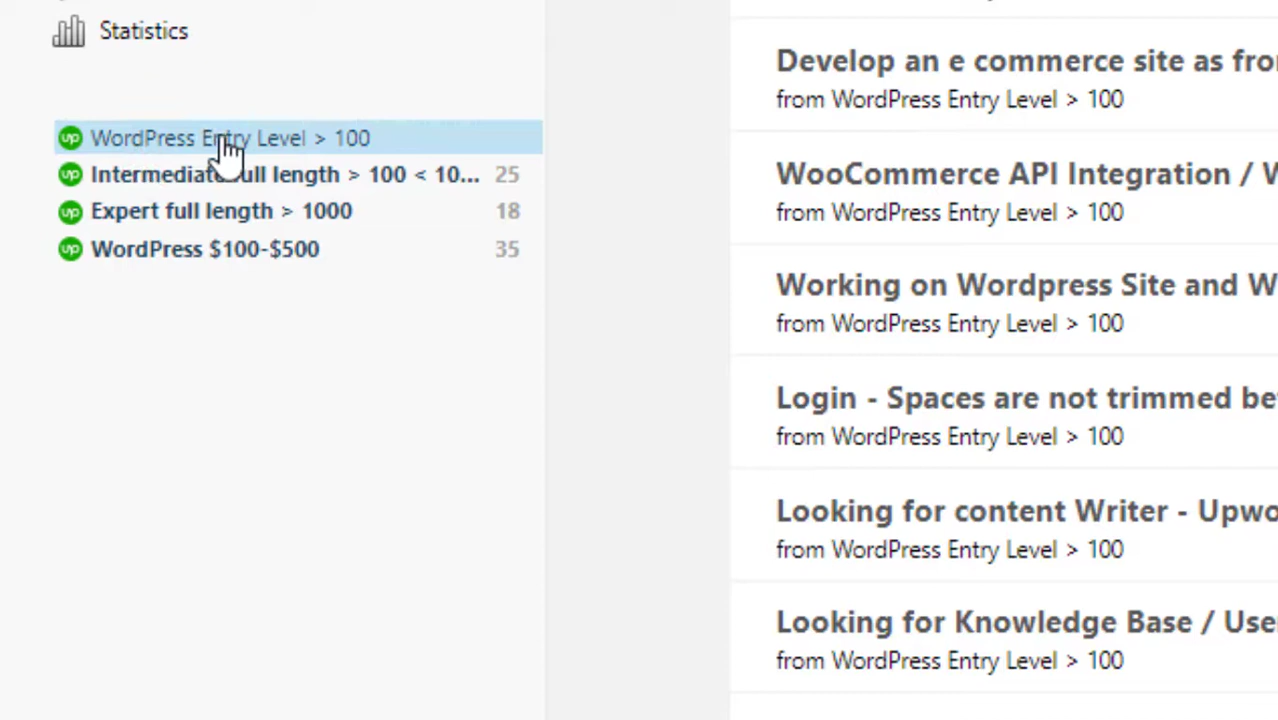 Statistics
WordPress Entry Level > 100
Intermediate full length > 100 < 10... 25
Expert full length > 1000 18
WordPress $100-$500 35
Develop an e commerce site as
from WordPress Entry Level > 100
WooCommerce API Integration /
from WordPress Entry Level > 100
Working on Wordpress Site and
from WordPress Entry Level > 100
Login - Spaces are not trimmed
from WordPress Entry Level > 100
Looking for content Writer -
from WordPress Entry Level > 100
Looking for Knowledge Base /
from WordPress Entry Level > 100